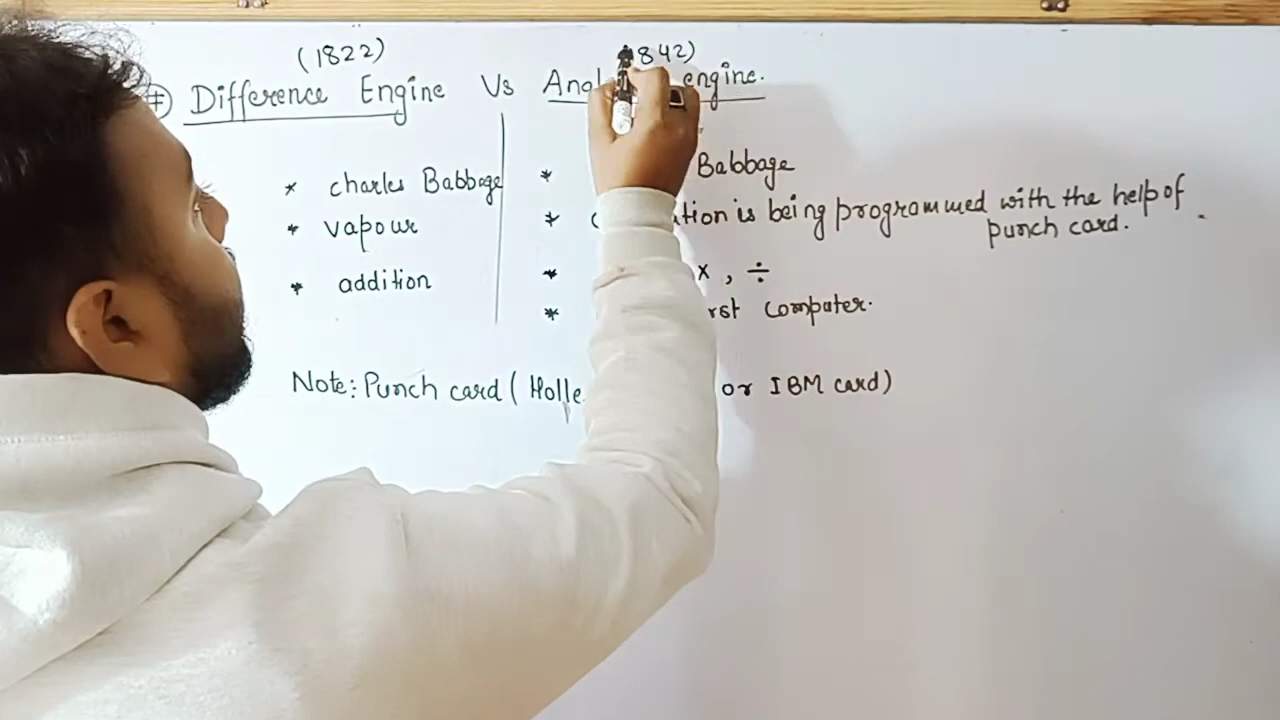 (1822) 842)
# Difference Engine Vs Anal engine.
* charles Babbage * Babbage
* vapour * tion is being programmed with the help of
punch card.
* addition * x , ÷
* rst computer.
Note: Punch card ( Holle or IBM card)